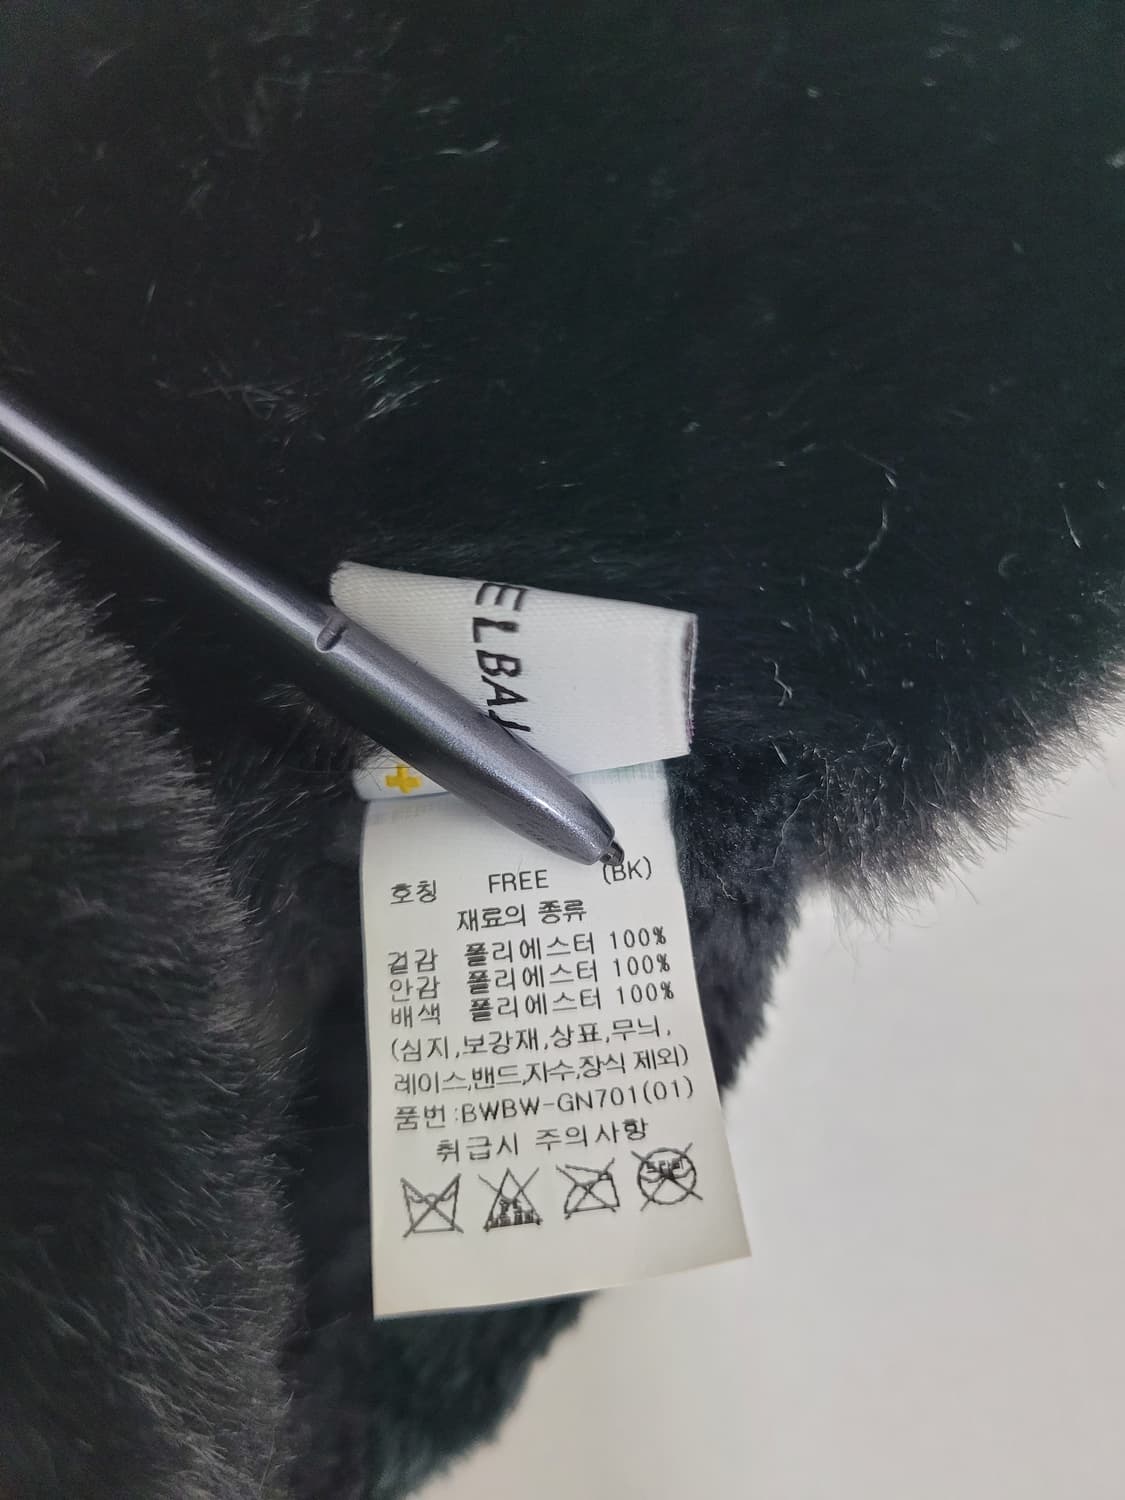 ELBA
호칭 FREE (BK)
재료의 종류
겉감 폴리에스터 100%
안감 폴리에스터 100%
배색 폴리에스터 100%
(심지,보강재,상표,무늬,
레이스,밴드,자수,장식 제외)
품번:BWBW-GN701(01)
취급시 주의사항
드라이